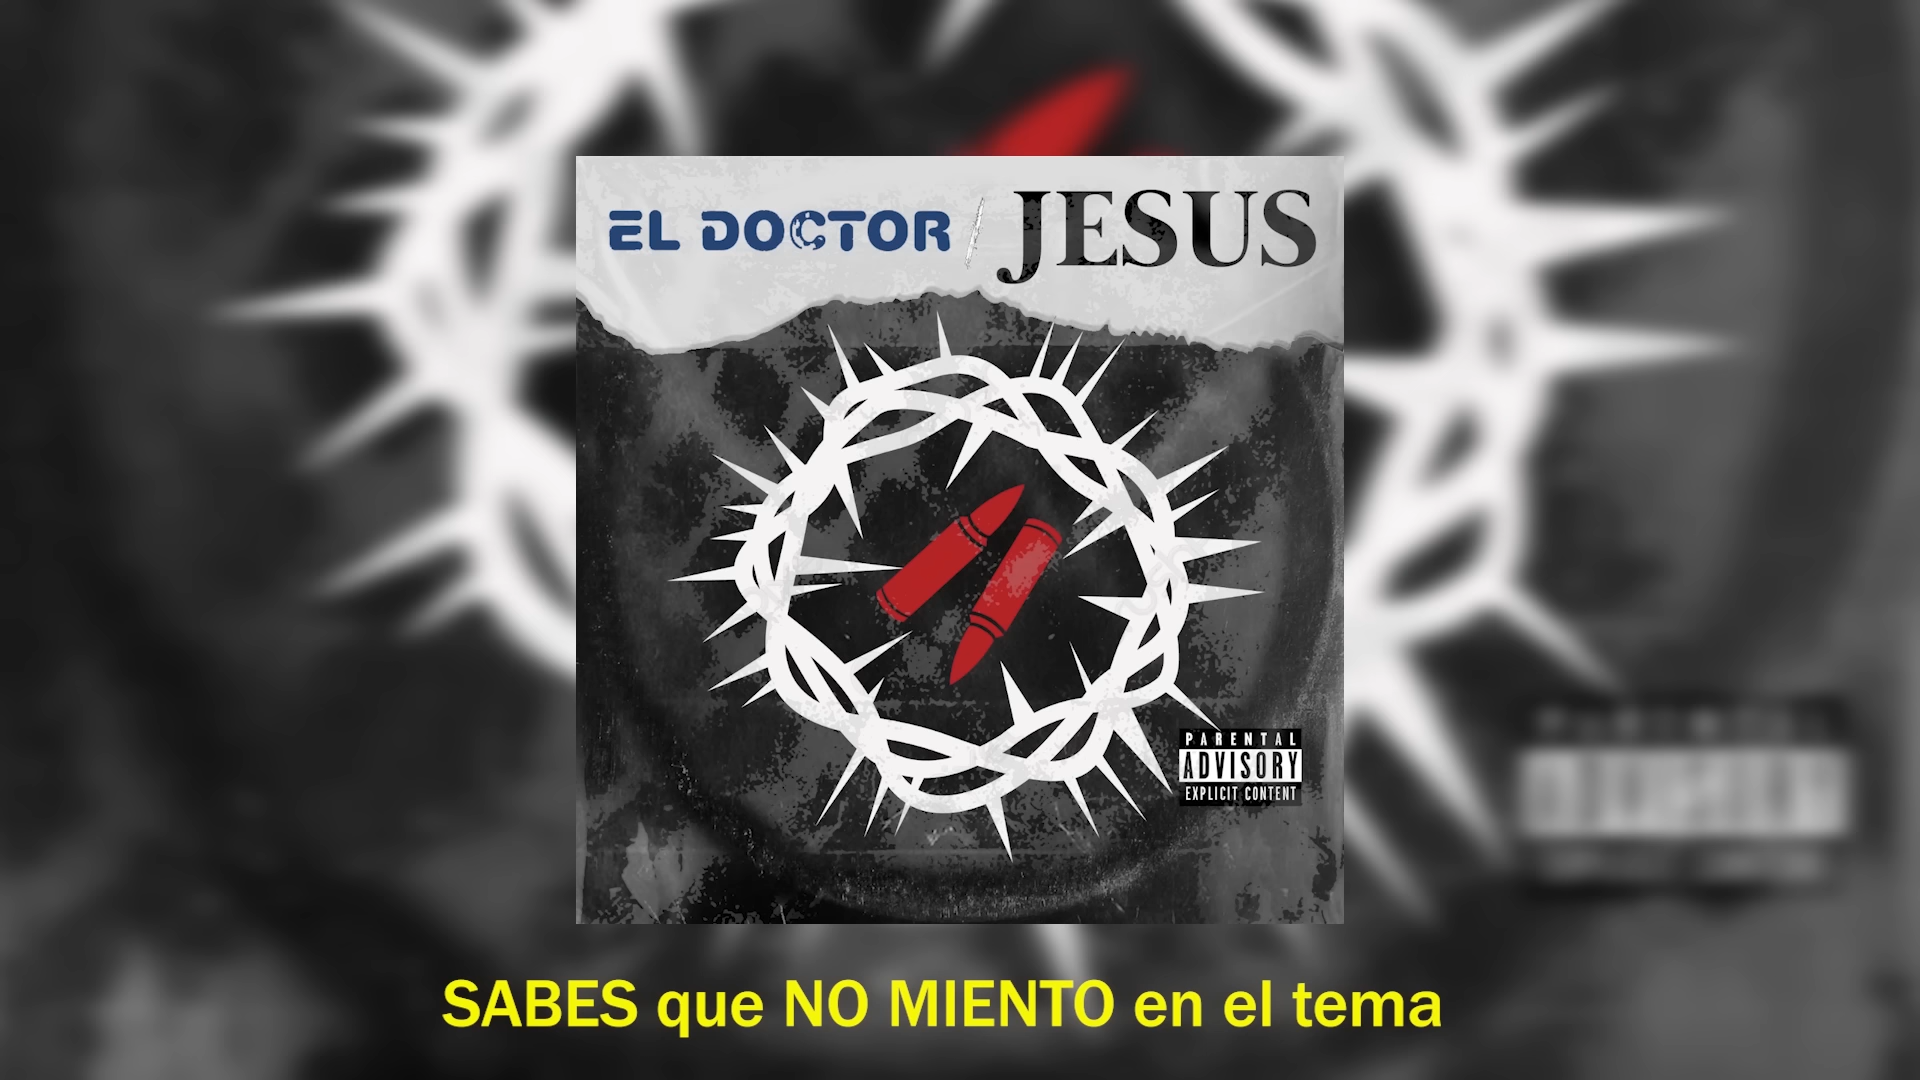 EL DOCTOR / JESUS
PARENTAL
ADVISORY
EXPLICIT CONTENT
SABES que NO MIENTO en el tema